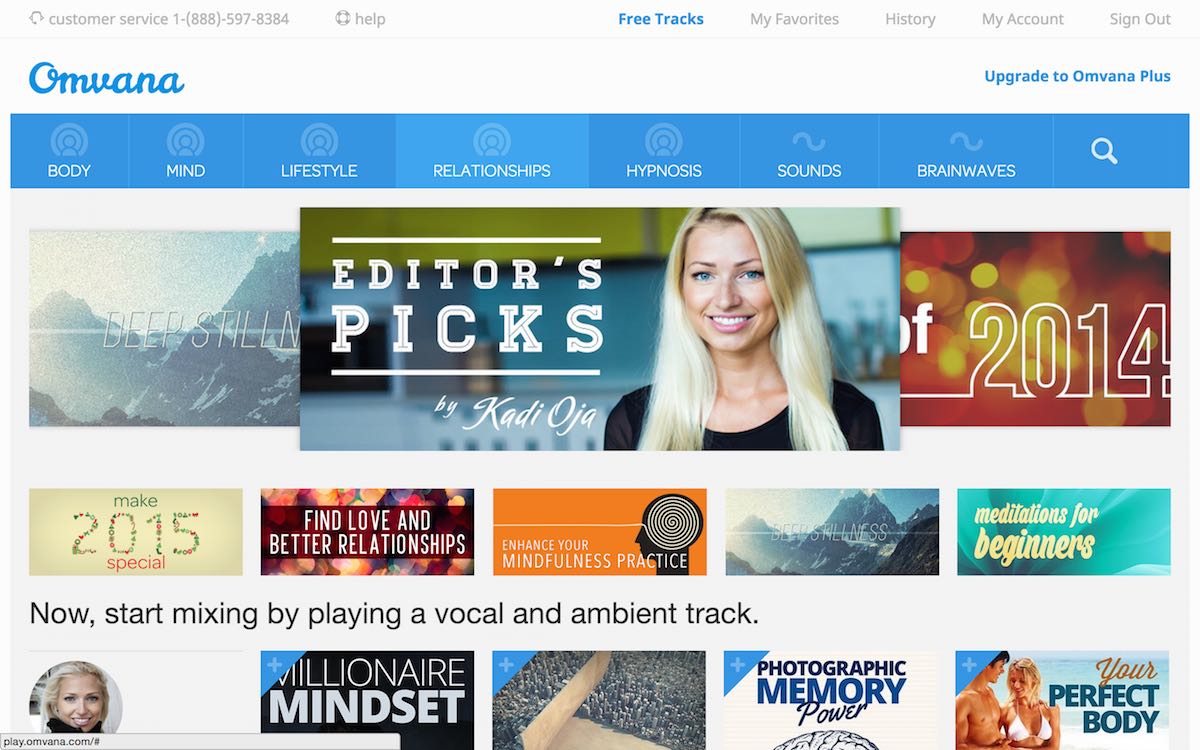 customer service 1-(888)-597-8384
help
Free Tracks
My Favorites
History
My Account
Sign Out
Omvana
Upgrade to Omvana Plus
BODY
MIND
LIFESTYLE
RELATIONSHIPS
HYPNOSIS
SOUNDS
BRAINWAVES
DEEP STILLN
EDITOR'S
PICKS
by Kadi Oja
of 2014
make
2015
special
FIND LOVE AND
BETTER RELATIONSHIPS
ENHANCE YOUR
MINDFULNESS PRACTICE
DEEP STILLNESS
meditations for
beginners
Now, start mixing by playing a vocal and ambient track.
MILLIONAIRE
MINDSET
PHOTOGRAPHIC
MEMORY
Power
Your
PERFECT
BODY
play.omvana.com/#